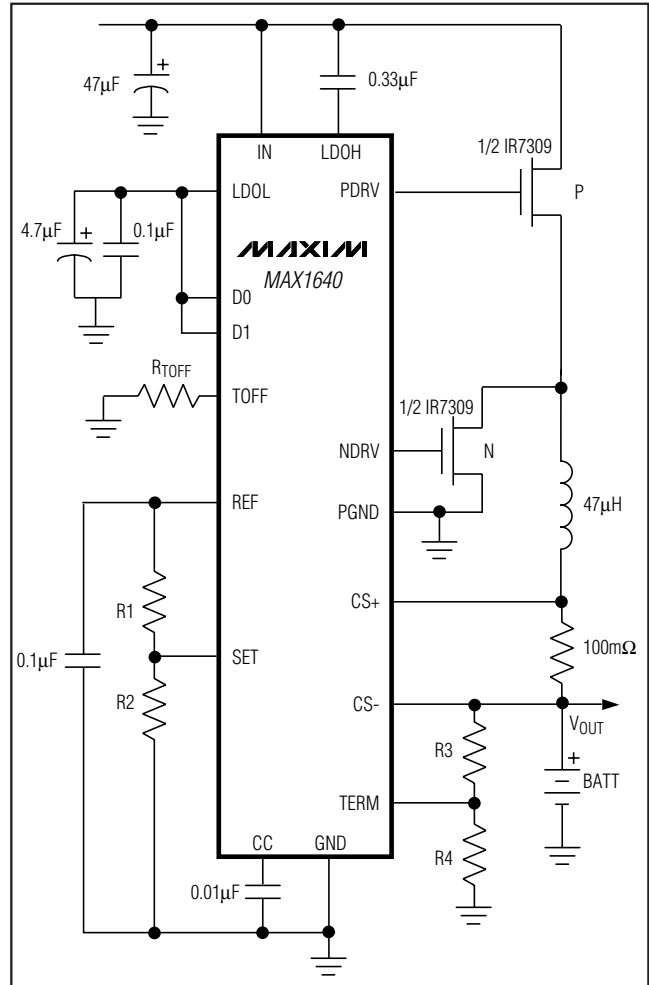 +
47µF
0.33µF
1/2 IR7309
IN
LDOH
LDOL
PDRV
P
4.7µF
+
0.1µF
MAXIM
MAX1640
D0
D1
RTOFF
TOFF
1/2 IR7309
NDRV
N
REF
PGND
47µH
R1
CS+
0.1µF
SET
100mΩ
R2
CS-
VOUT
R3
+
BATT
TERM
R4
CC
GND
0.01µF